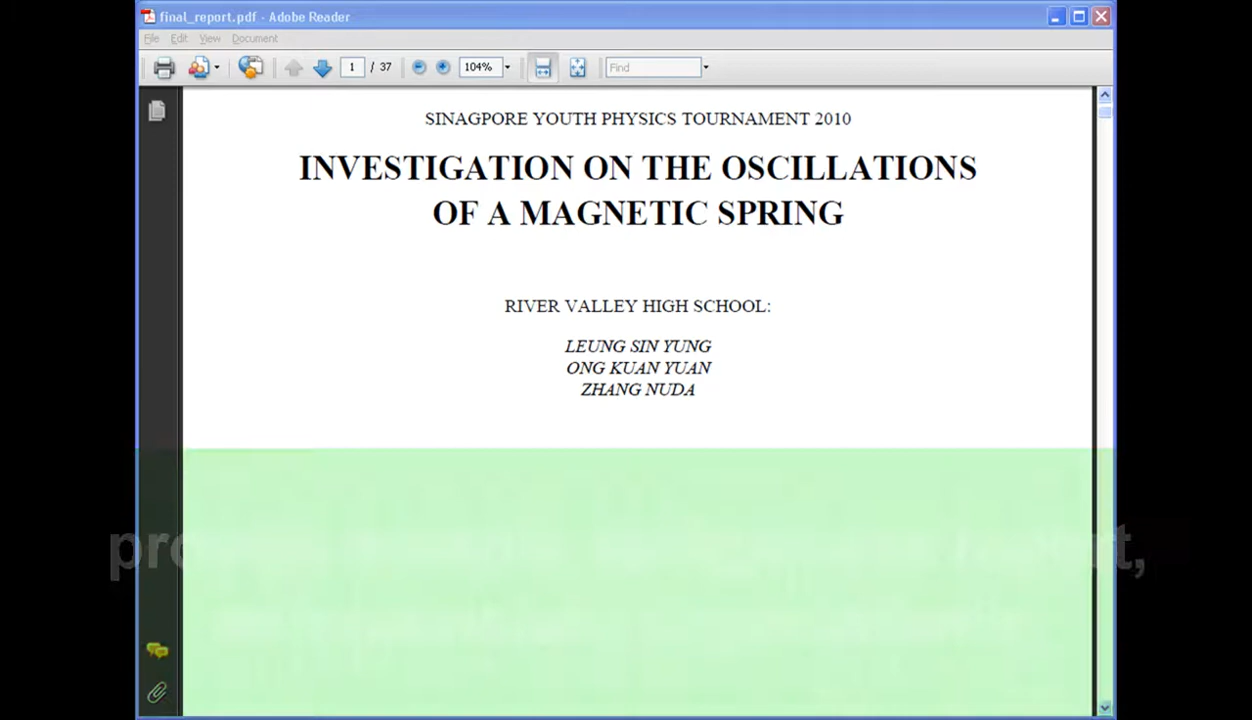 final_report.pdf - Adobe Reader
File Edit View Document
1 / 37 104% Find
SINAGPORE YOUTH PHYSICS TOURNAMENT 2010
INVESTIGATION ON THE OSCILLATIONS
OF A MAGNETIC SPRING
RIVER VALLEY HIGH SCHOOL:
LEUNG SIN YUNG
ONG KUAN YUAN
ZHANG NUDA